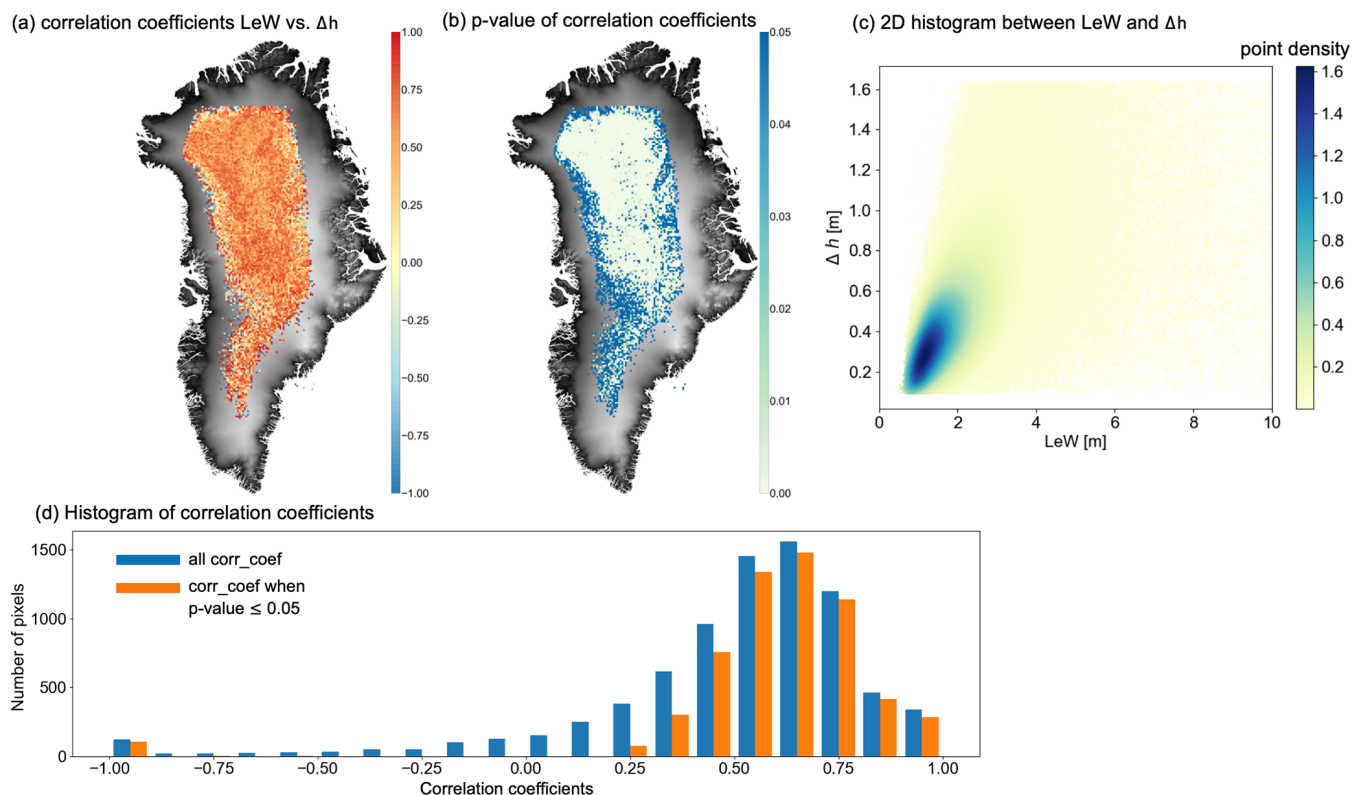 (a) correlation coefficients LeW vs. Δh
(b) p-value of correlation coefficients
(c) 2D histogram between LeW and Δh
1.00
0.75
0.50
0.25
0.00
−0.25
−0.50
−0.75
−1.00
0.05
0.04
0.03
0.02
0.01
0.00
point density
1.6
1.4
1.2
1.0
0.8
0.6
0.4
0.2
Δ h [m]
1.6
1.4
1.2
1.0
0.8
0.6
0.4
0.2
0 2 4 6 8 10
LeW [m]
(d) Histogram of correlation coefficients
all corr_coef
corr_coef when
p-value ≤ 0.05
Number of pixels
1500
1000
500
0
−1.00 −0.75 −0.50 −0.25 0.00 0.25 0.50 0.75 1.00
Correlation coefficients